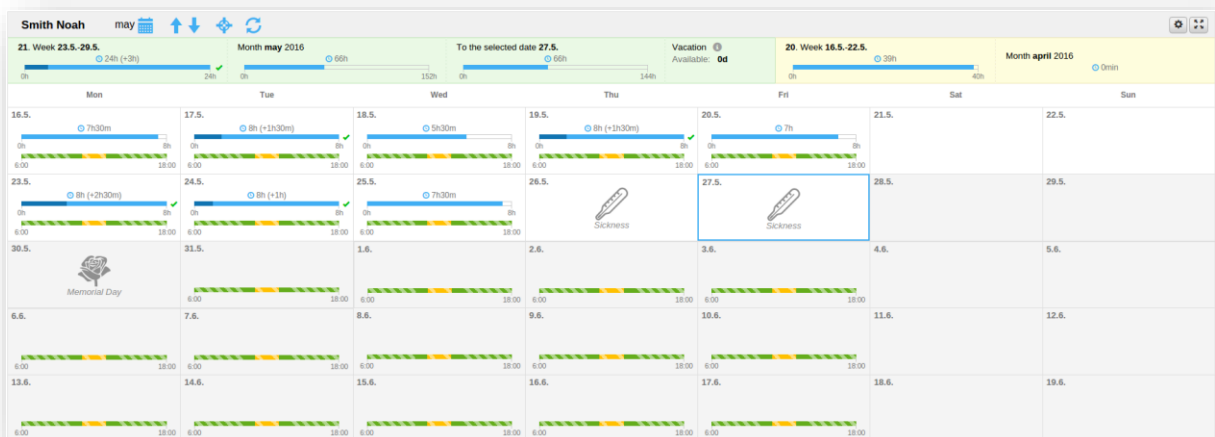 Smith Noah may
21. Week 23.5.-29.5. Month may 2016 To the selected date 27.5. Vacation 20. Week 16.5.-22.5. Month april 2016
24h (+3h) 66h 66h Available: 0d 39h 0min
0h 24h 0h 152h 0h 144h 0h 40h
Mon Tue Wed Thu Fri Sat Sun
16.5. 17.5. 18.5. 19.5. 20.5. 21.5. 22.5.
7h30m 8h (+1h30m) 5h30m 8h (+1h30m) 7h
0h 8h 0h 8h 0h 8h 0h 8h 0h 8h
6:00 18:00 6:00 18:00 6:00 18:00 6:00 18:00 6:00 18:00
23.5. 24.5. 25.5. 26.5. 27.5. 28.5. 29.5.
8h (+2h30m) 8h (+1h) 7h30m
0h 8h 0h 8h 0h 8h
Sickness Sickness
6:00 18:00 6:00 18:00 6:00 18:00
30.5. 31.5. 1.6. 2.6. 3.6. 4.6. 5.6.
Memorial Day
6:00 18:00 6:00 18:00 6:00 18:00 6:00 18:00
6.6. 7.6. 8.6. 9.6. 10.6. 11.6. 12.6.
6:00 18:00 6:00 18:00 6:00 18:00 6:00 18:00 6:00 18:00
13.6. 14.6. 15.6. 16.6. 17.6. 18.6. 19.6.
6:00 18:00 6:00 18:00 6:00 18:00 6:00 18:00 6:00 18:00